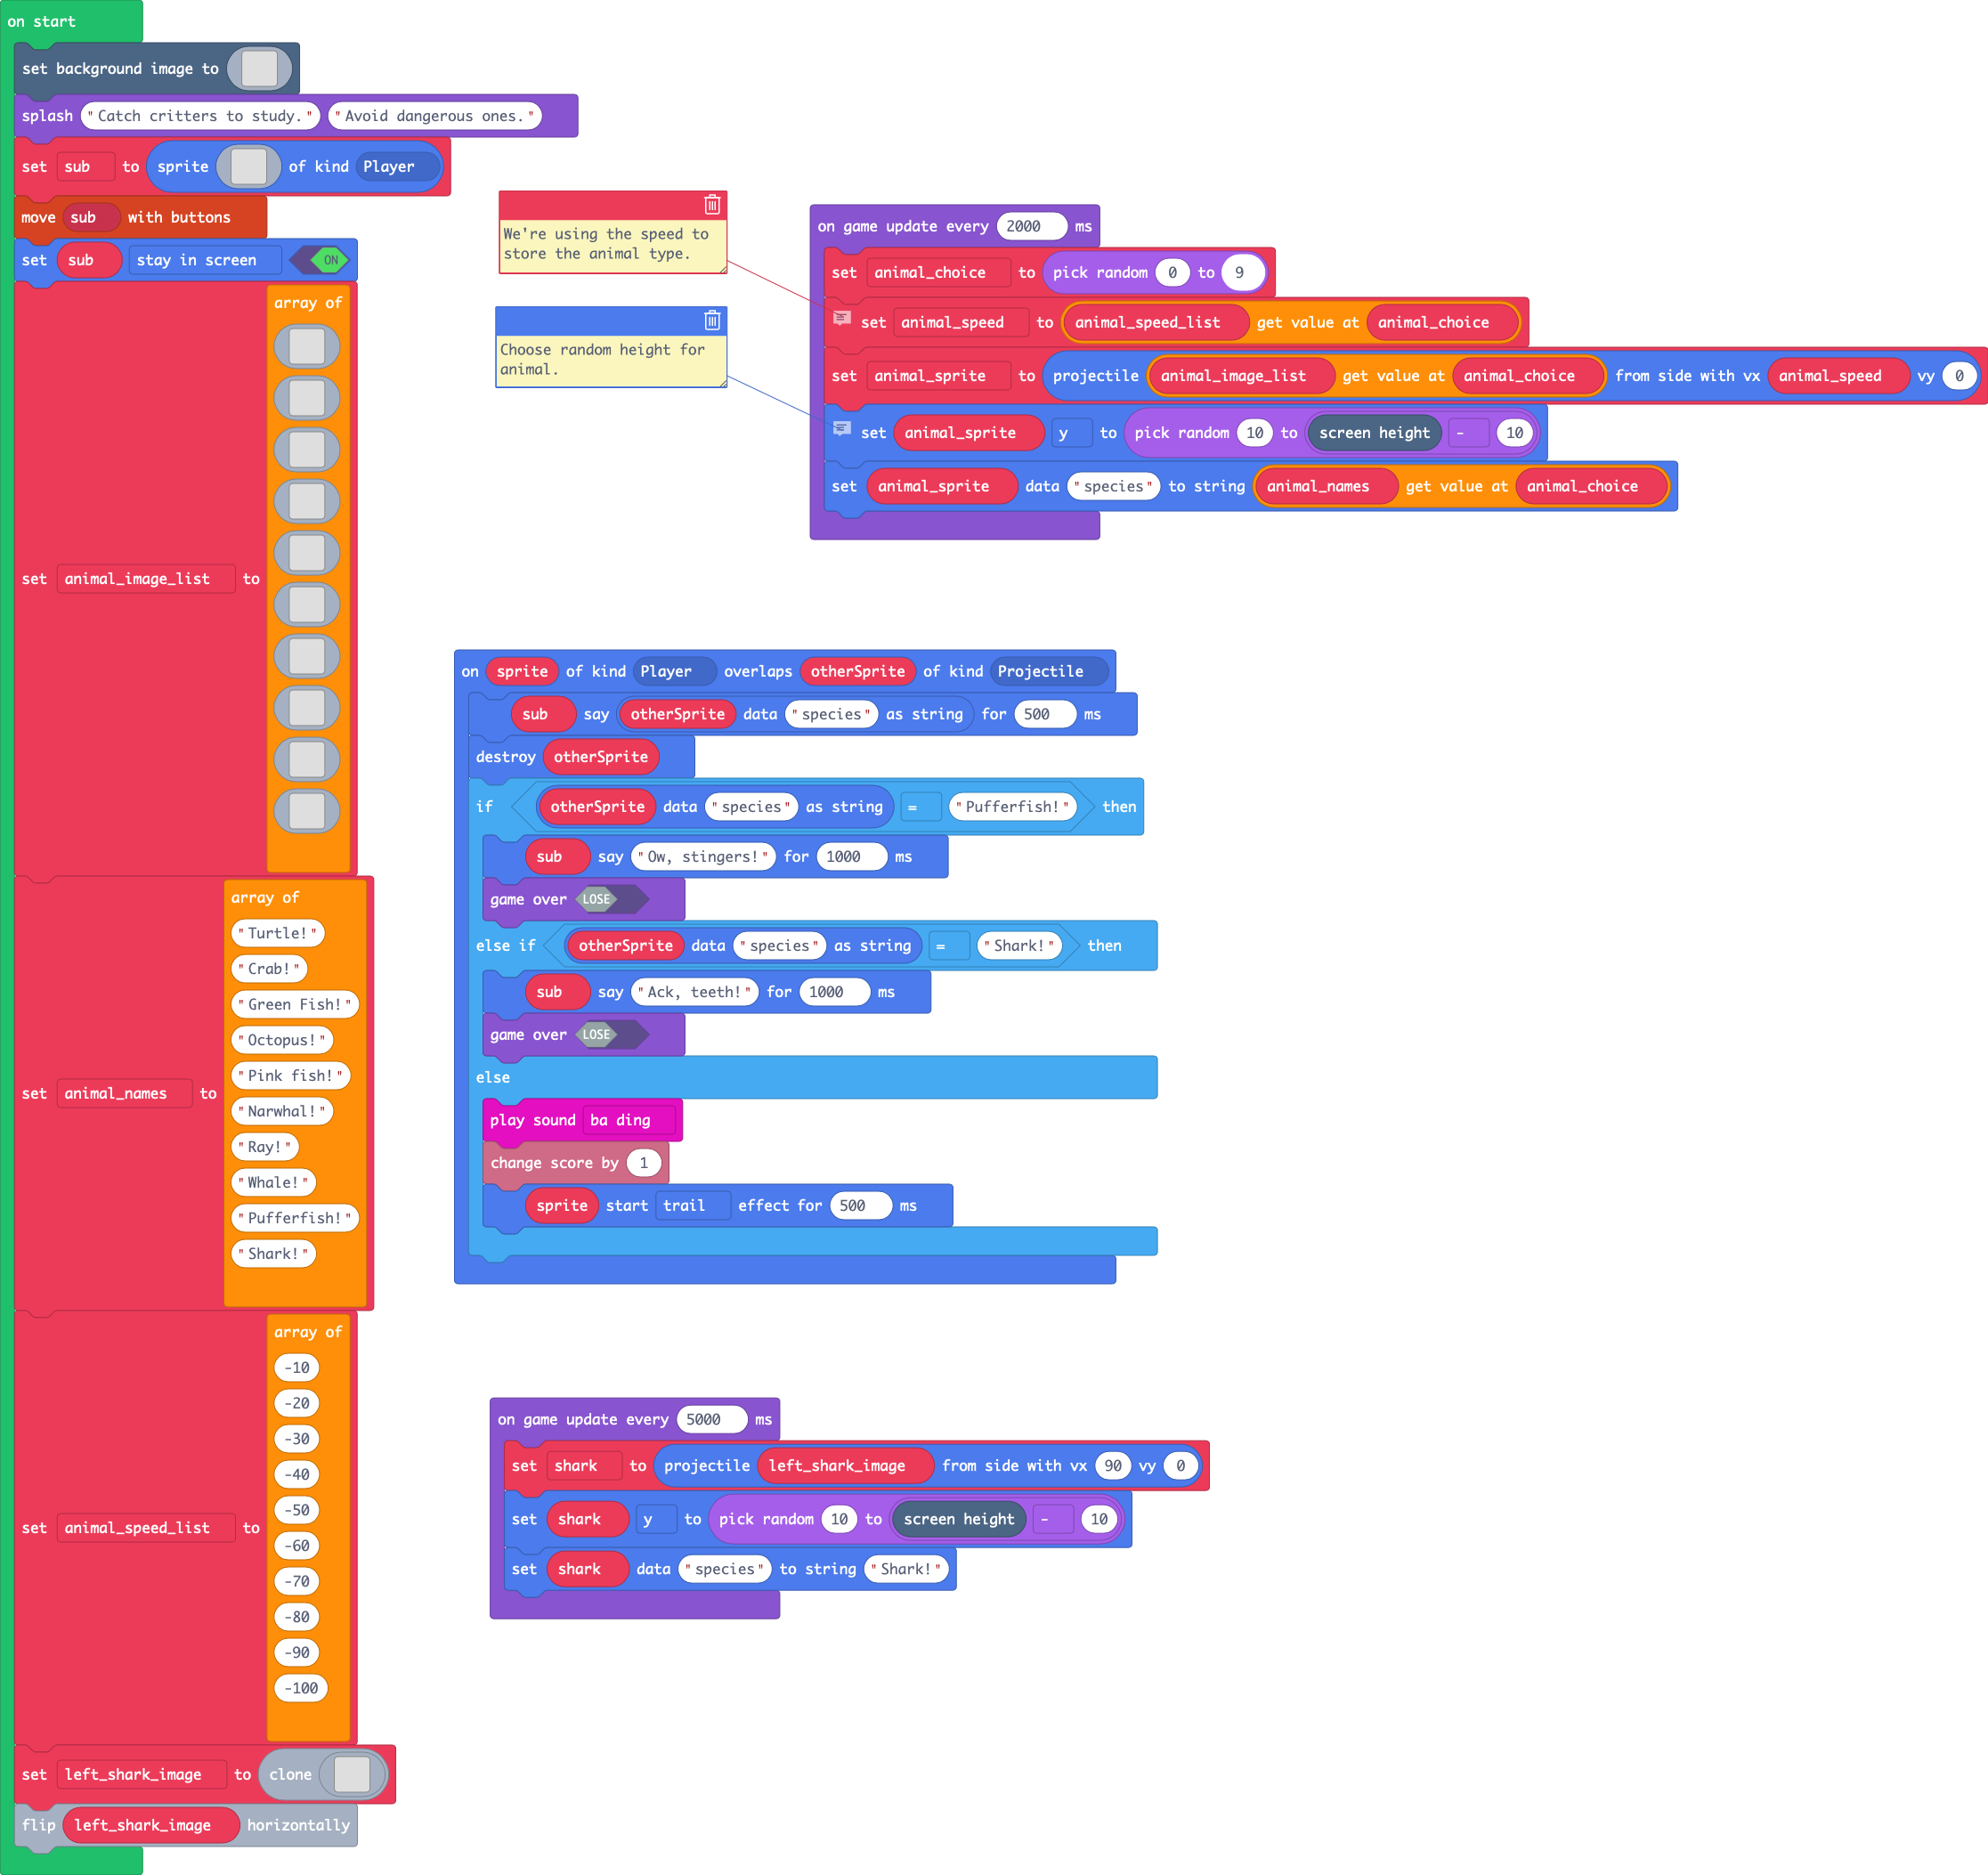 on start
set background image to
splash "Catch critters to study." "Avoid dangerous ones."
set sub to sprite of kind Player
move sub with buttons
set sub stay in screen ON
set animal_image_list to array of
set animal_names to array of
"Turtle!"
"Crab!"
"Green Fish!"
"Octopus!"
"Pink fish!"
"Narwhal!"
"Ray!"
"Whale!"
"Pufferfish!"
"Shark!"
set animal_speed_list to array of
-10
-20
-30
-40
-50
-60
-70
-80
-90
-100
set left_shark_image to clone
flip left_shark_image horizontally
We're using the speed to
store the animal type.
Choose random height for
animal.
on game update every 2000 ms
set animal_choice to pick random 0 to 9
set animal_speed to animal_speed_list get value at animal_choice
set animal_sprite to projectile animal_image_list get value at animal_choice from side with vx animal_speed vy 0
set animal_sprite y to pick random 10 to screen height - 10
set animal_sprite data "species" to string animal_names get value at animal_choice
on sprite of kind Player overlaps otherSprite of kind Projectile
sub say otherSprite data "species" as string for 500 ms
destroy otherSprite
if otherSprite data "species" as string = "Pufferfish!" then
sub say "Ow, stingers!" for 1000 ms
game over LOSE
else if otherSprite data "species" as string = "Shark!" then
sub say "Ack, teeth!" for 1000 ms
game over LOSE
else
play sound ba ding
change score by 1
sprite start trail effect for 500 ms
on game update every 5000 ms
set shark to projectile left_shark_image from side with vx 90 vy 0
set shark y to pick random 10 to screen height - 10
set shark data "species" to string "Shark!"